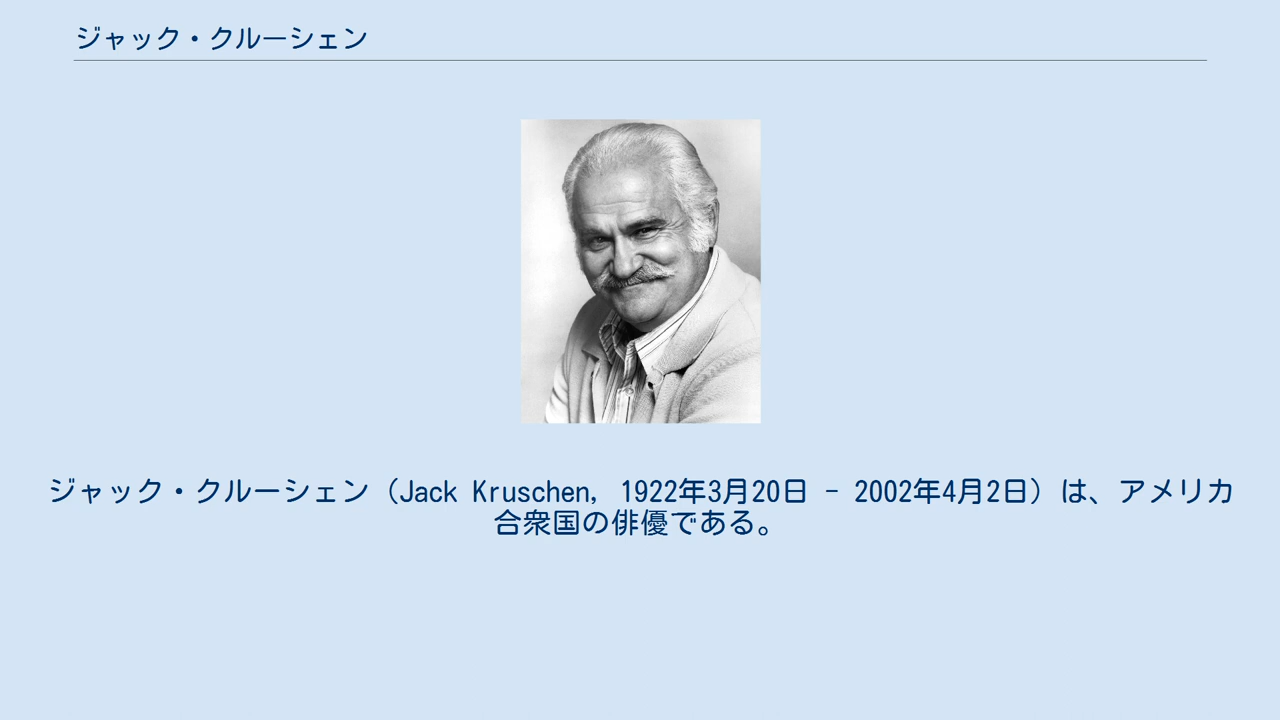 ジャック・クルーシェン
ジャック・クルーシェン（Jack Kruschen, 1922年3月20日 - 2002年4月2日）は、アメリカ
合衆国の俳優である。